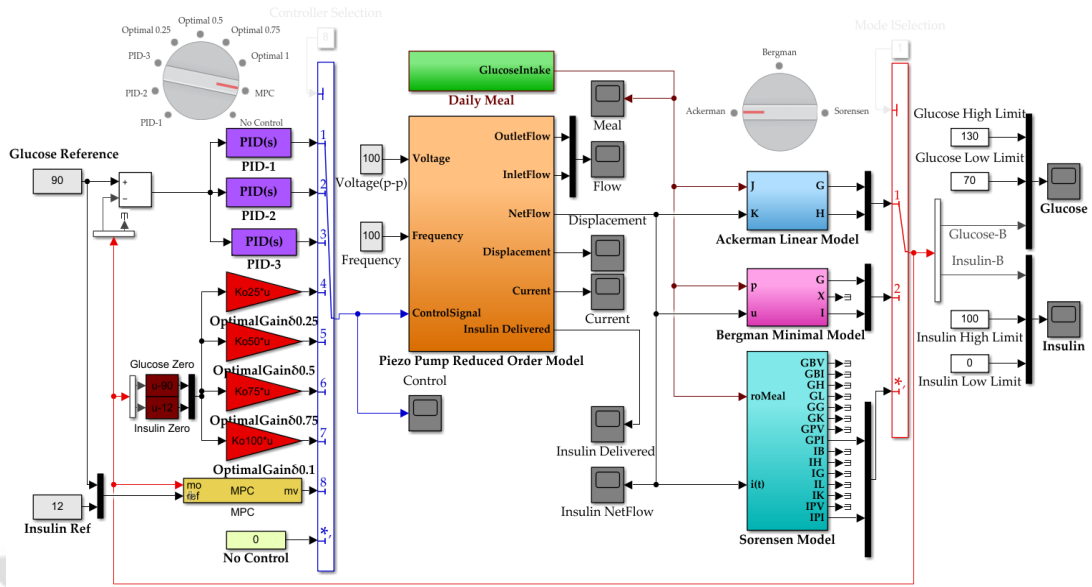 Controller Selection
Optimal 0.5
Optimal 0.25
Optimal 0.75
PID-3
Optimal 1
PID-2
MPC
PID-1
No Control
8
Glucose Reference
90
+
−
m
PID(s)
PID-1
PID(s)
PID-2
PID(s)
PID-3
Ko25*u
OptimalGainδ0.25
Ko50*u
OptimalGainδ0.5
Ko75*u
OptimalGainδ0.75
Ko100*u
OptimalGainδ0.1
Glucose Zero
u-90
u-12
Insulin Zero
mo
ref
MPC
mv
MPC
12
Insulin Ref
0
No Control
1
2
3
4
5
6
7
8
*,
GlucoseIntake
Daily Meal
100
Voltage(p-p)
100
Frequency
Voltage
Frequency
ControlSignal
OutletFlow
InletFlow
NetFlow
Displacement
Current
Insulin Delivered
Piezo Pump Reduced Order Model
Control
Meal
Flow
Displacement
Current
Insulin Delivered
Insulin NetFlow
Mode lSelection
1
Bergman
Ackerman
Sorensen
J
K
G
H
Ackerman Linear Model
p
u
G
X
I
Bergman Minimal Model
roMeal
i(t)
GBV
GBI
GH
GL
GG
GK
GPV
GPI
IB
IH
IG
IL
IK
IPV
IPI
Sorensen Model
1
2
*,
Glucose High Limit
130
Glucose Low Limit
70
Glucose
Glucose-B
Insulin-B
100
Insulin High Limit
0
Insulin Low Limit
Insulin